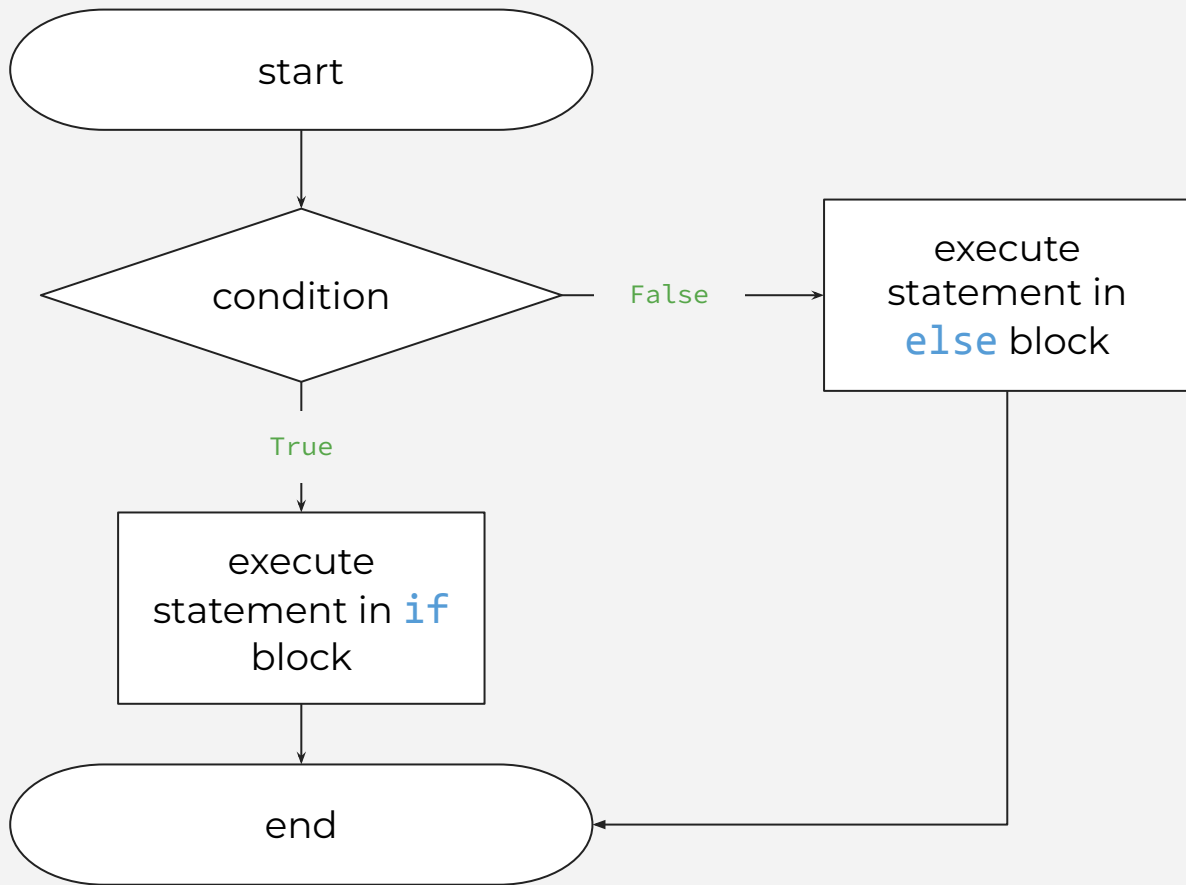 start
condition
False
execute
statement in
else block
True
execute
statement in if
block
end